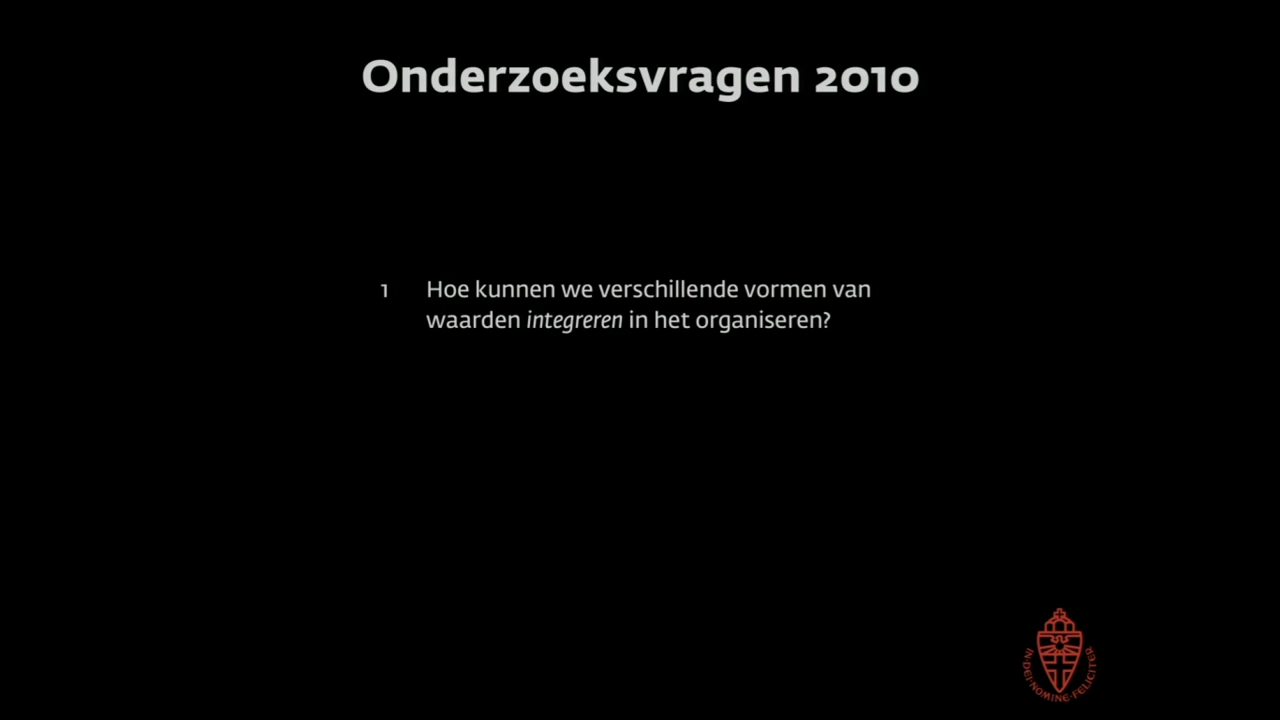 Onderzoeksvragen 2010
1 Hoe kunnen we verschillende vormen van
waarden integreren in het organiseren?
IN·DEI·NOMINE·FELICITER